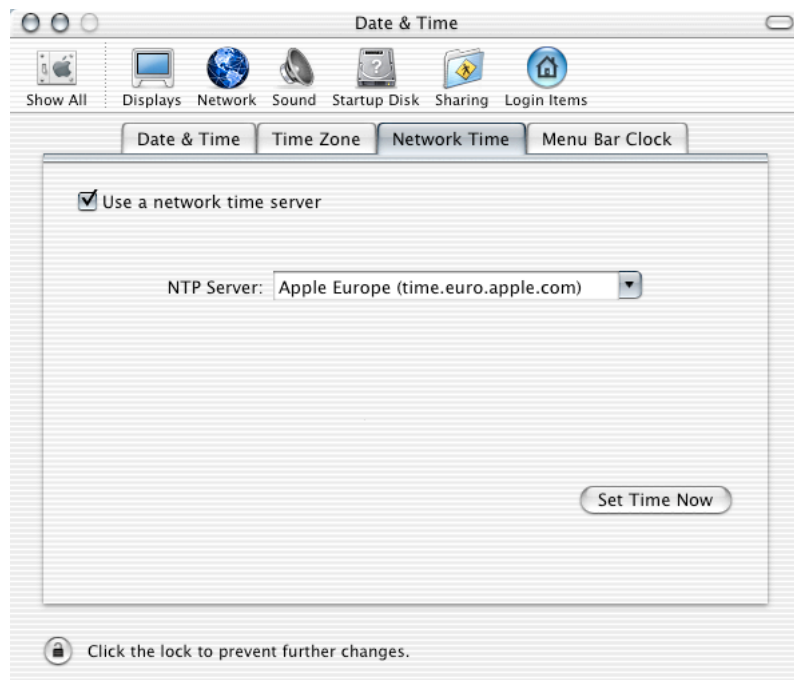 Date & Time
Show All Displays Network Sound Startup Disk Sharing Login Items
Date & Time Time Zone Network Time Menu Bar Clock
Use a network time server
NTP Server: Apple Europe (time.euro.apple.com)
Set Time Now
Click the lock to prevent further changes.